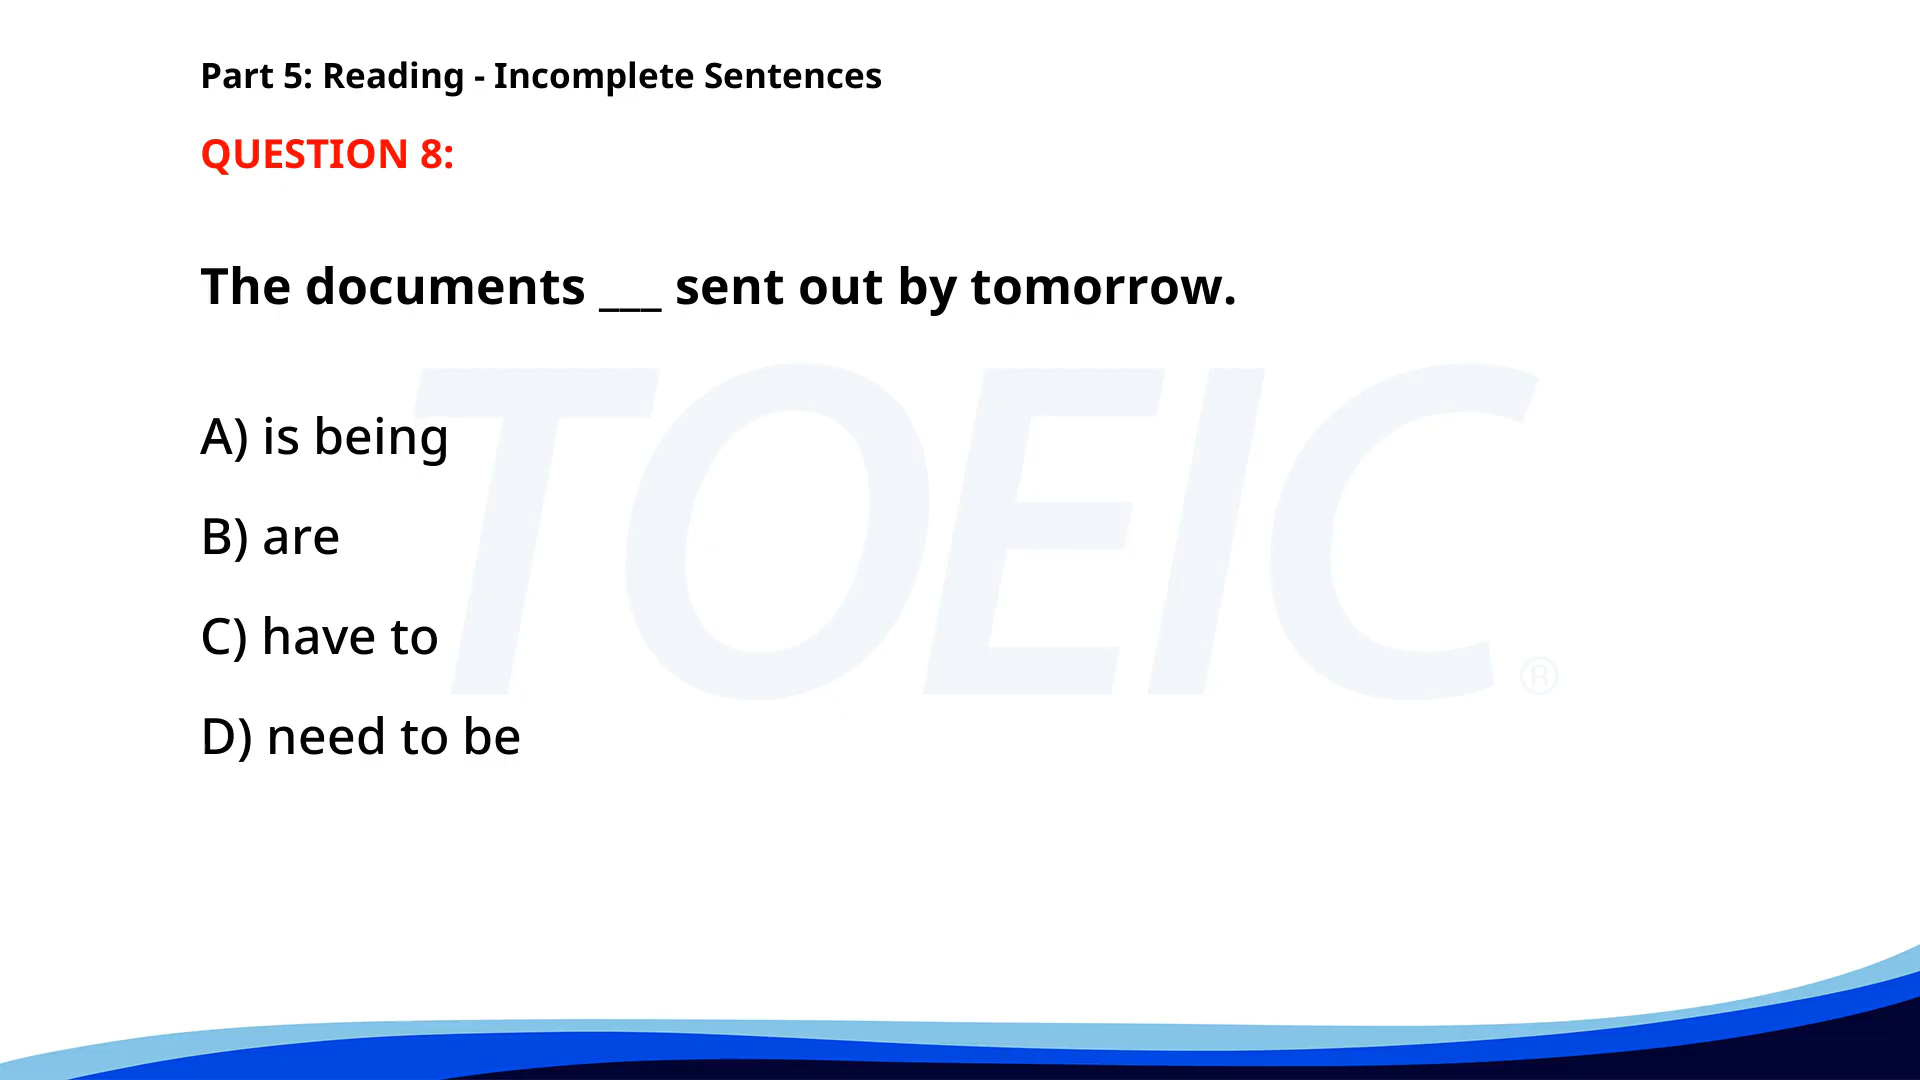 Part 5: Reading - Incomplete Sentences
QUESTION 8:
The documents ___ sent out by tomorrow.
TOEIC®
A) is being
B) are
C) have to
D) need to be